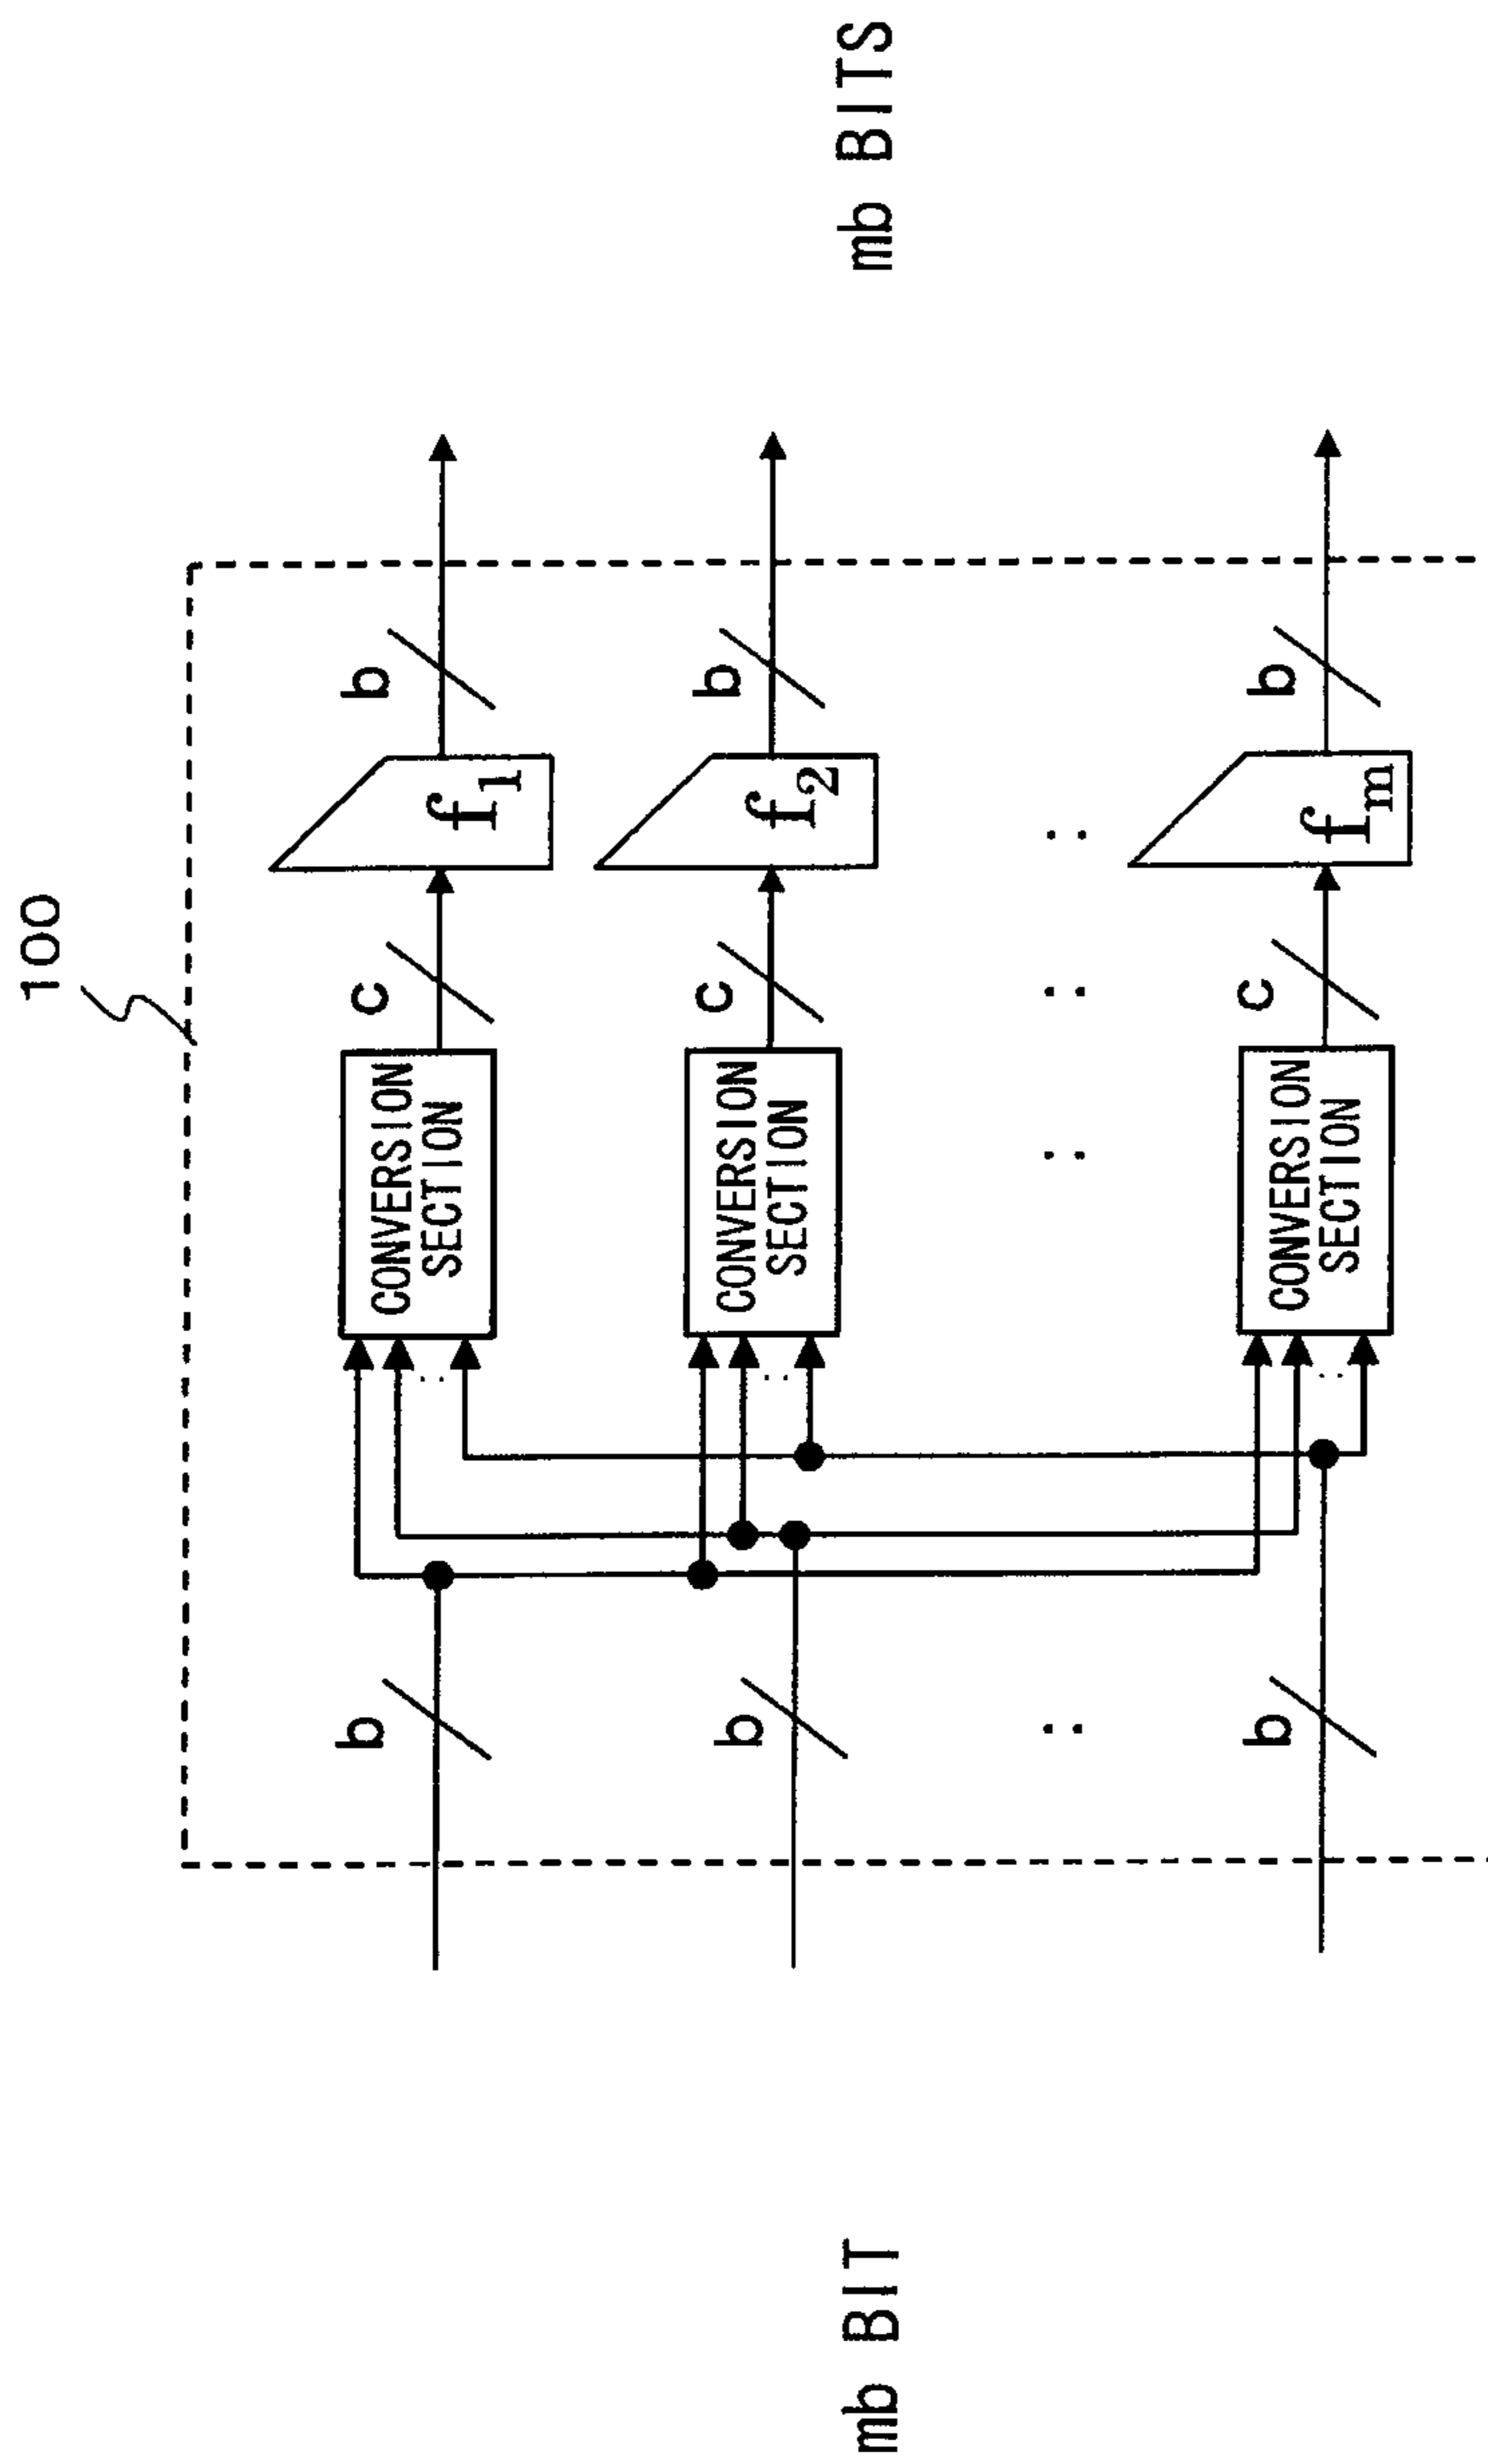 100
b
CONVERSION
SECTION
c
f1
b
b
CONVERSION
SECTION
c
f2
b
mb BIT
mb BITS
b
CONVERSION
SECTION
c
fm
b